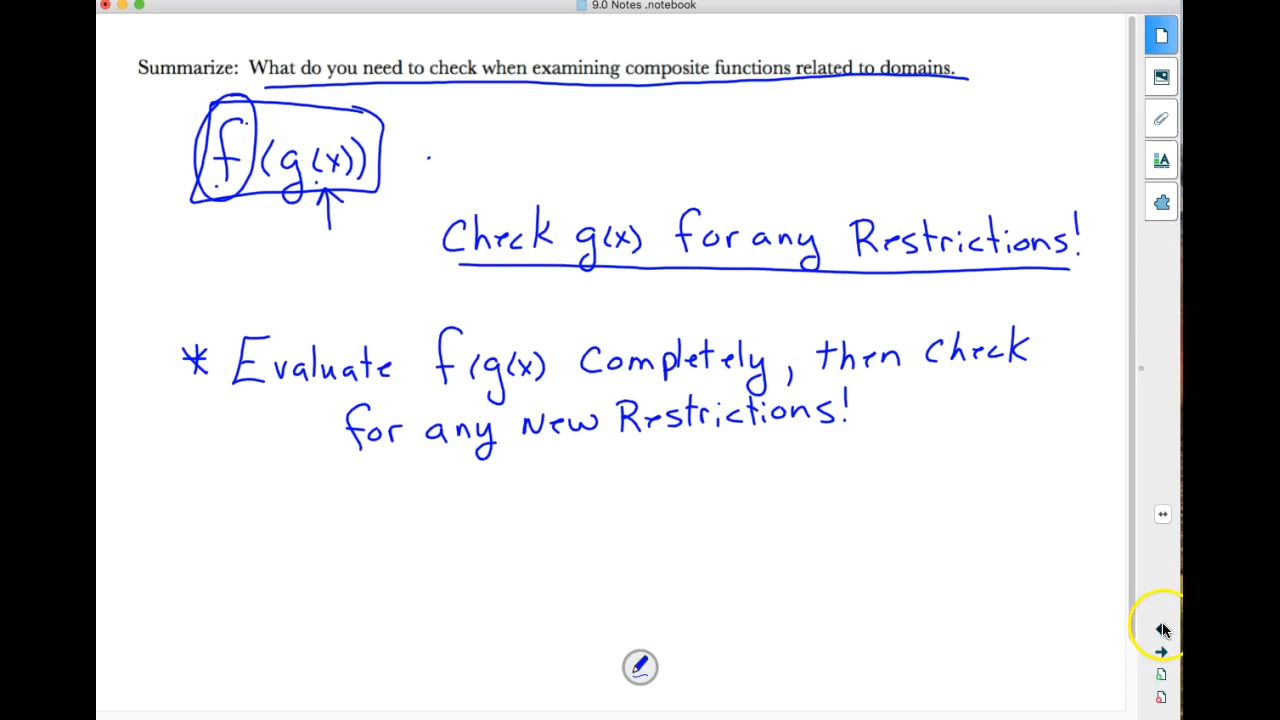 9.0 Notes .notebook
Summarize: What do you need to check when examining composite functions related to domains.
f(g(x))
Check g(x) for any Restrictions!
* Evaluate f(g(x) Completely, then Check
for any New Restrictions!